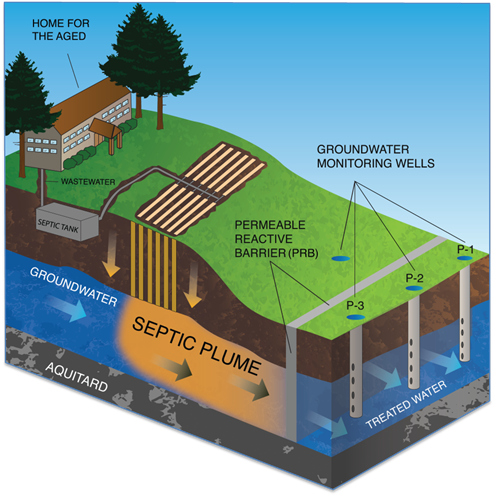 HOME FOR
THE AGED
WASTEWATER
SEPTIC TANK
GROUNDWATER
MONITORING WELLS
PERMEABLE
REACTIVE
BARRIER (PRB)
P-1
P-2
P-3
GROUNDWATER
SEPTIC PLUME
AQUITARD
TREATED WATER